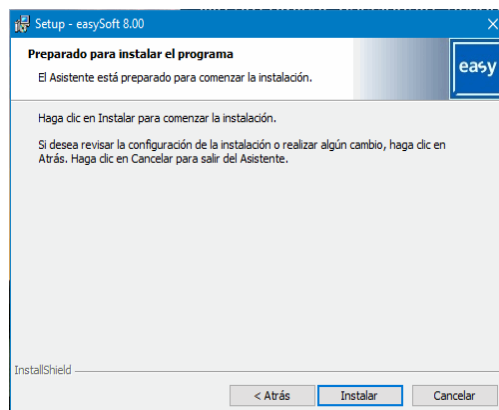 Setup - easySoft 8.00
Preparado para instalar el programa
El Asistente está preparado para comenzar la instalación.
easy
Haga clic en Instalar para comenzar la instalación.
Si desea revisar la configuración de la instalación o realizar algún cambio, haga clic en
Atrás. Haga clic en Cancelar para salir del Asistente.
InstallShield
< Atrás
Instalar
Cancelar